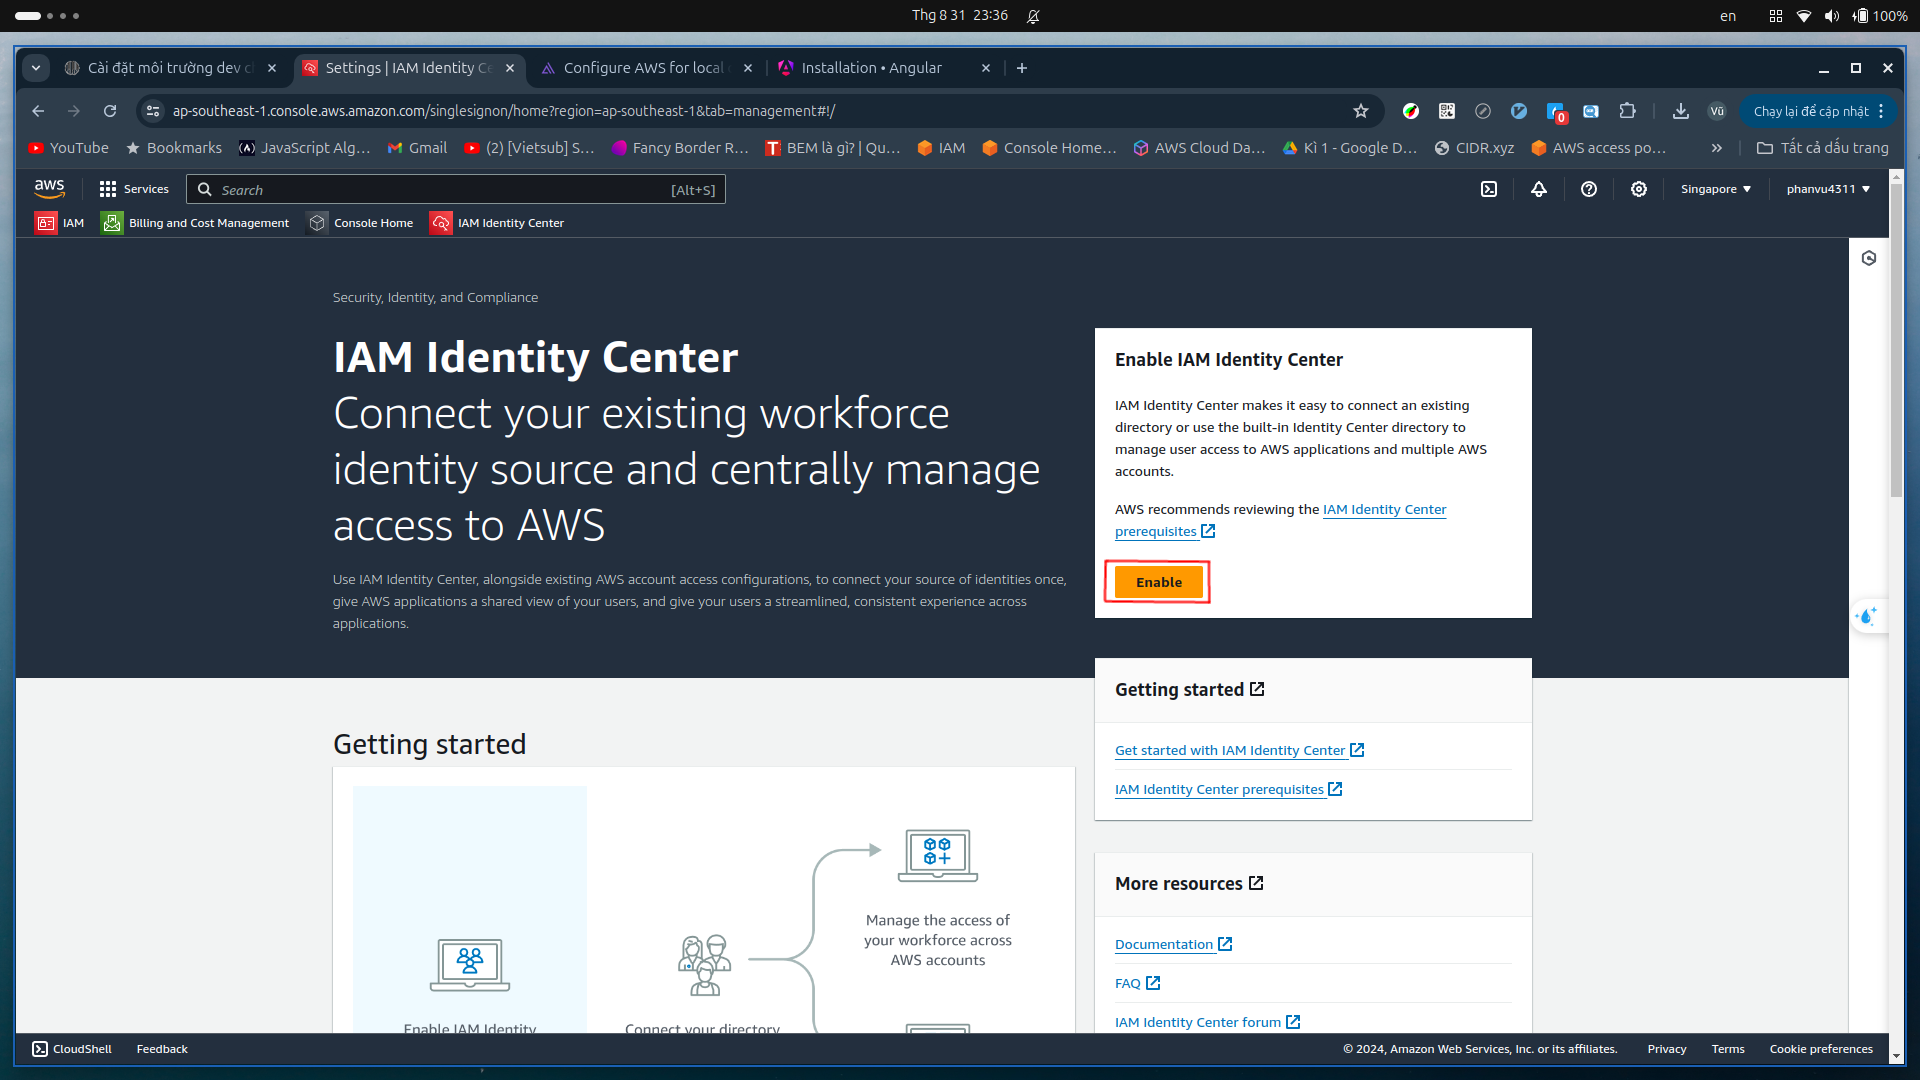 Thg 8 31 23:36
en
100%
Cài đặt môi trường dev c
Settings | IAM Identity Ce
Configure AWS for local
Installation • Angular
ap-southeast-1.console.aws.amazon.com/singlesignon/home?region=ap-southeast-1&tab=management#!/
0
Vũ
Chạy lại để cập nhật
YouTube
Bookmarks
JavaScript Alg...
Gmail
(2) [Vietsub] S...
Fancy Border R...
BEM là gì? | Qu...
IAM
Console Home...
AWS Cloud Da...
Kì 1 - Google D...
CIDR.xyz
AWS access po...
»
Tất cả dấu trang
aws
Services
Search
[Alt+S]
Singapore
phanvu4311
IAM
Billing and Cost Management
Console Home
IAM Identity Center
Security, Identity, and Compliance
IAM Identity Center
Connect your existing workforce
identity source and centrally manage
access to AWS
Use IAM Identity Center, alongside existing AWS account access configurations, to connect your source of identities once,
give AWS applications a shared view of your users, and give your users a streamlined, consistent experience across
applications.
Enable IAM Identity Center
IAM Identity Center makes it easy to connect an existing
directory or use the built-in Identity Center directory to
manage user access to AWS applications and multiple AWS
accounts.
AWS recommends reviewing the IAM Identity Center
prerequisites
Enable
Getting started
Get started with IAM Identity Center
IAM Identity Center prerequisites
More resources
Documentation
FAQ
IAM Identity Center forum
Getting started
Manage the access of
your workforce across
AWS accounts
Enable IAM Identity
Connect your directory
CloudShell
Feedback
© 2024, Amazon Web Services, Inc. or its affiliates.
Privacy
Terms
Cookie preferences